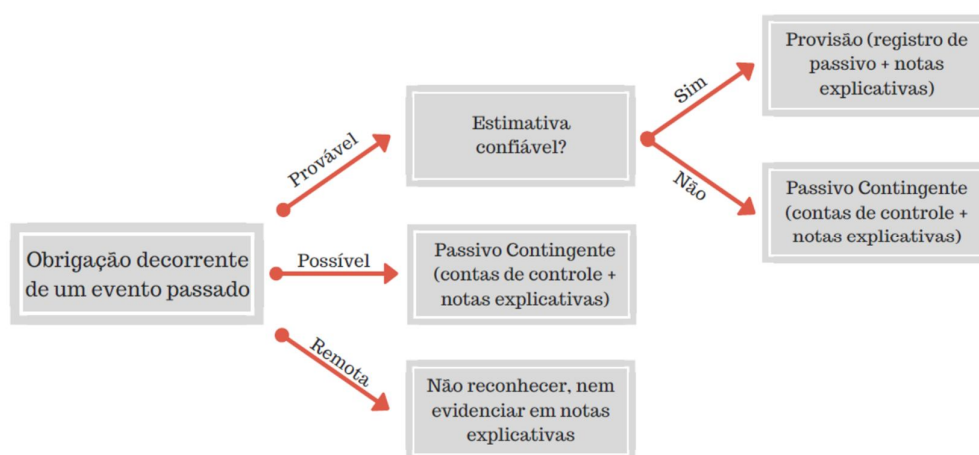 Obrigação decorrente
de um evento passado
Provável
Estimativa
confiável?
Sim
Provisão (registro de
passivo + notas
explicativas)
Não
Passivo Contingente
(contas de controle +
notas explicativas)
Possível
Passivo Contingente
(contas de controle +
notas explicativas)
Remota
Não reconhecer, nem
evidenciar em notas
explicativas